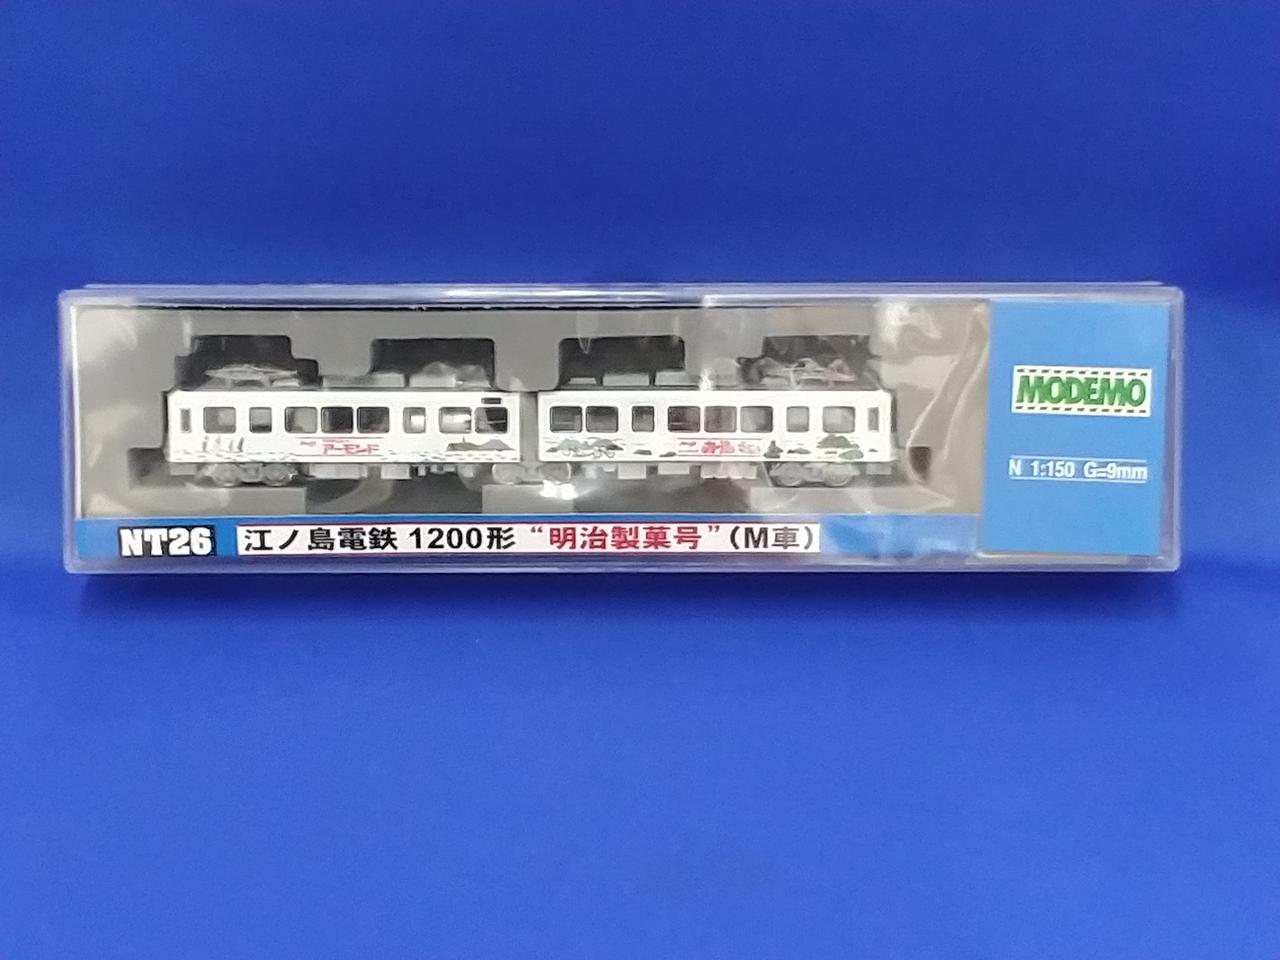 アーモンド
MODEMO
N 1:150 G=9mm
NT26 江ノ島電鉄 1200形 “明治製菓号” (M車)